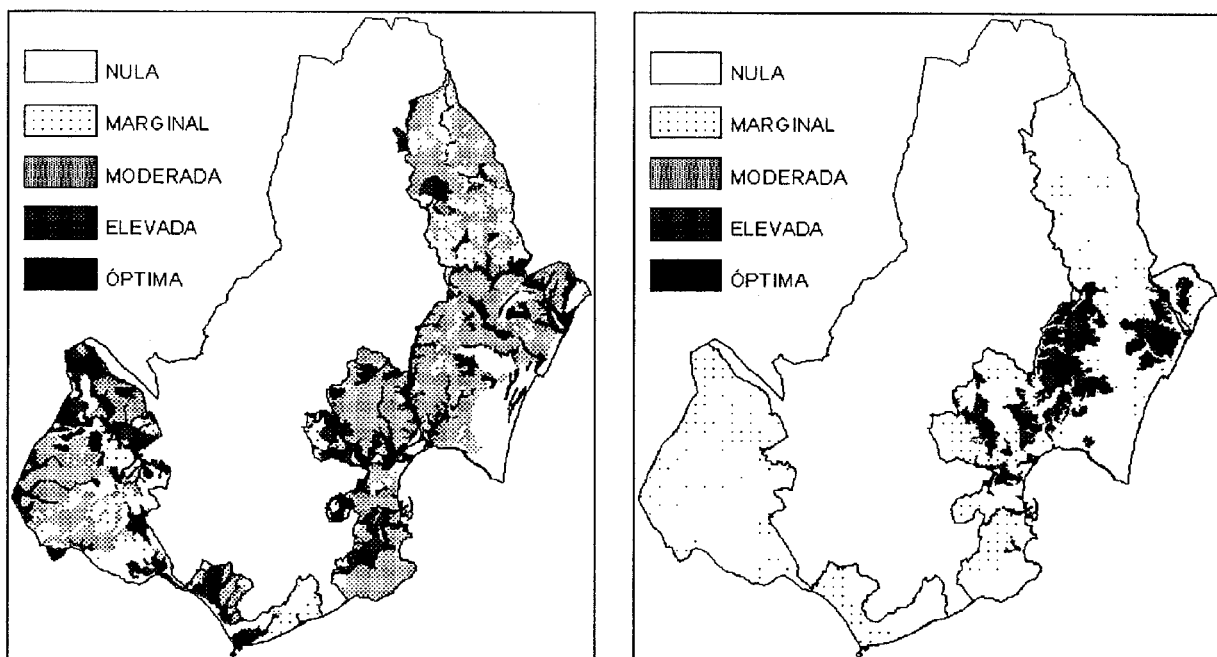 NULA
MARGINAL
MODERADA
ELEVADA
ÓPTIMA
NULA
MARGINAL
MODERADA
ELEVADA
ÓPTIMA